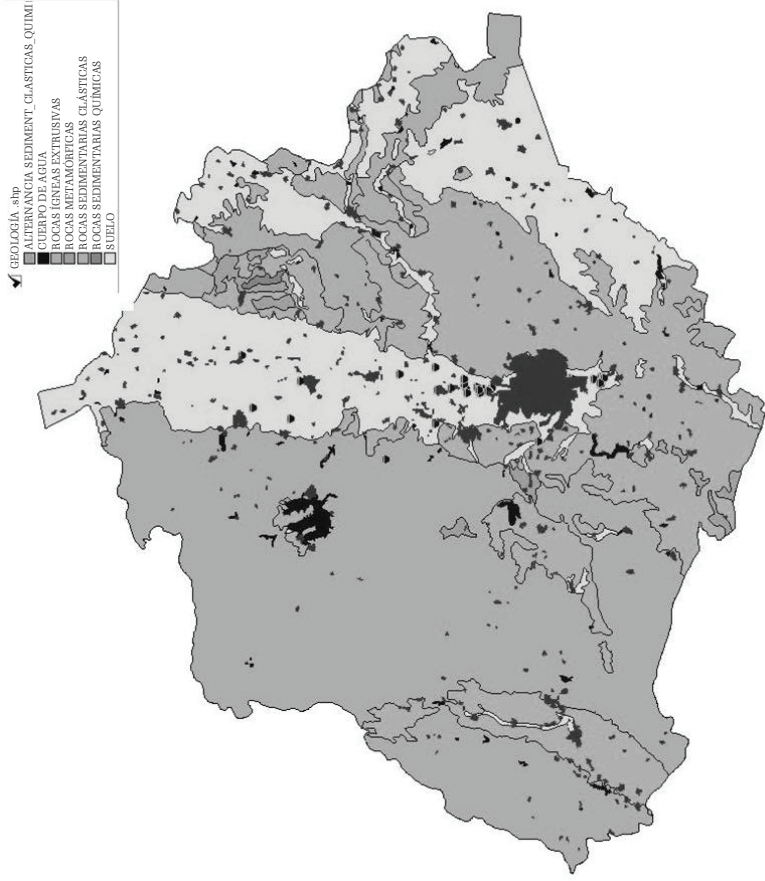 GEOLOGÍA .shp
ALTERNANCIA SEDIMENT_CLASTICAS_QUIMI
CUERPO DE AGUA
ROCAS ÍGNEAS EXTRUSIVAS
ROCAS METAMÓRFICAS
ROCAS SEDIMENTARIAS CLÁSTICAS
ROCAS SEDIMENTARIAS QUÍMICAS
SUELO